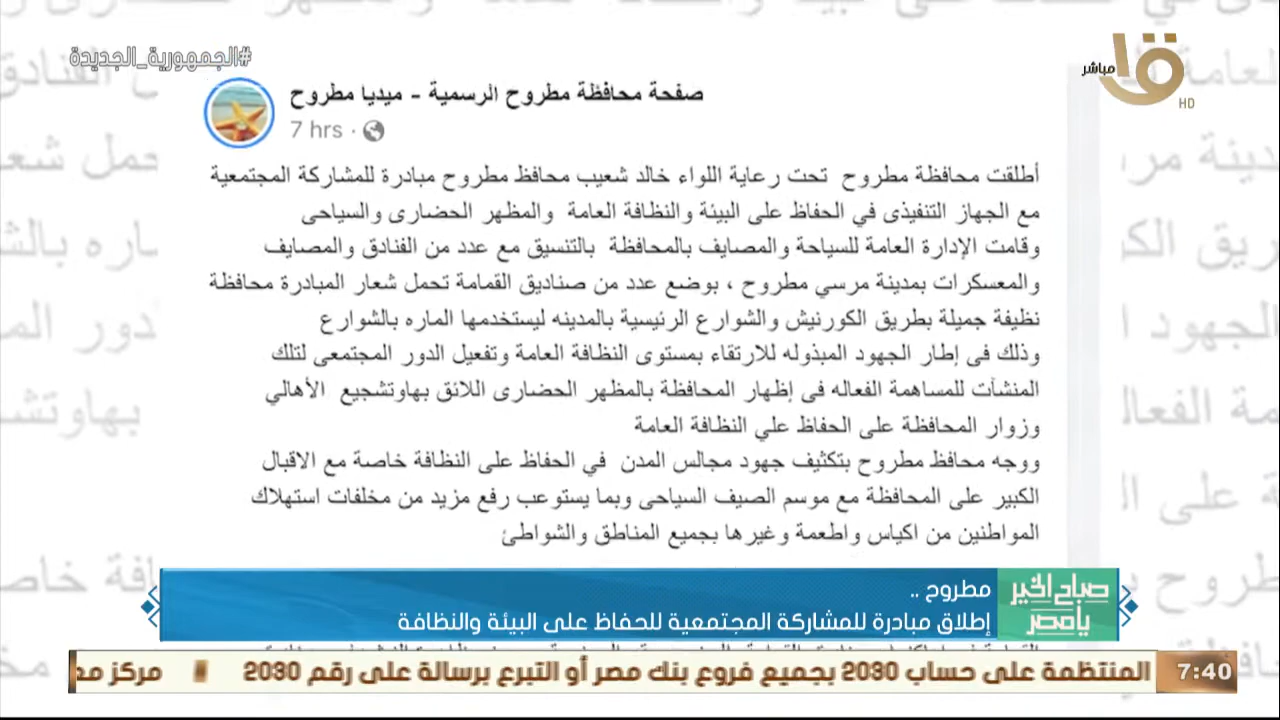 #الجمهورية_الجديدة
مباشر
HD
صفحة محافظة مطروح الرسمية - ميديا مطروح
7 hrs ·
أطلقت محافظة مطروح تحت رعاية اللواء خالد شعيب محافظ مطروح مبادرة للمشاركة المجتمعية
مع الجهاز التنفيذى في الحفاظ على البيئة والنظافة العامة والمظهر الحضارى والسياحى
وقامت الإدارة العامة للسياحة والمصايف بالمحافظة بالتنسيق مع عدد من الفنادق والمصايف
والمعسكرات بمدينة مرسي مطروح ، بوضع عدد من صناديق القمامة تحمل شعار المبادرة محافظة
نظيفة جميلة بطريق الكورنيش والشوارع الرئيسية بالمدينه ليستخدمها الماره بالشوارع
وذلك فى إطار الجهود المبذوله للارتقاء بمستوى النظافة العامة وتفعيل الدور المجتمعى لتلك
المنشآت للمساهمة الفعاله فى إظهار المحافظة بالمظهر الحضارى اللائق بهاوتشجيع الأهالي
وزوار المحافظة على الحفاظ علي النظافة العامة
ووجه محافظ مطروح بتكثيف جهود مجالس المدن في الحفاظ على النظافة خاصة مع الاقبال
الكبير على المحافظة مع موسم الصيف السياحى وبما يستوعب رفع مزيد من مخلفات استهلاك
المواطنين من اكياس واطعمة وغيرها بجميع المناطق والشواطئ
صباح الخير
يا مصر
مطروح ..
إطلاق مبادرة للمشاركة المجتمعية للحفاظ على البيئة والنظافة
7:40
المنتظمة على حساب 2030 بجميع فروع بنك مصر أو التبرع برسالة على رقم 2030
مركز